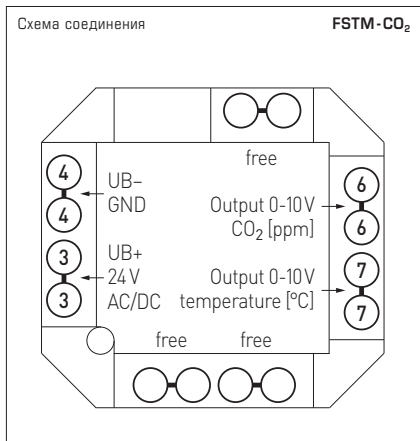 Схема соединения
FSTM-CO₂
free
4
4
UB–
GND
6
6
Output 0-10V
CO₂ [ppm]
3
3
UB+
24V
AC/DC
7
7
Output 0-10V
temperature [°C]
free
free